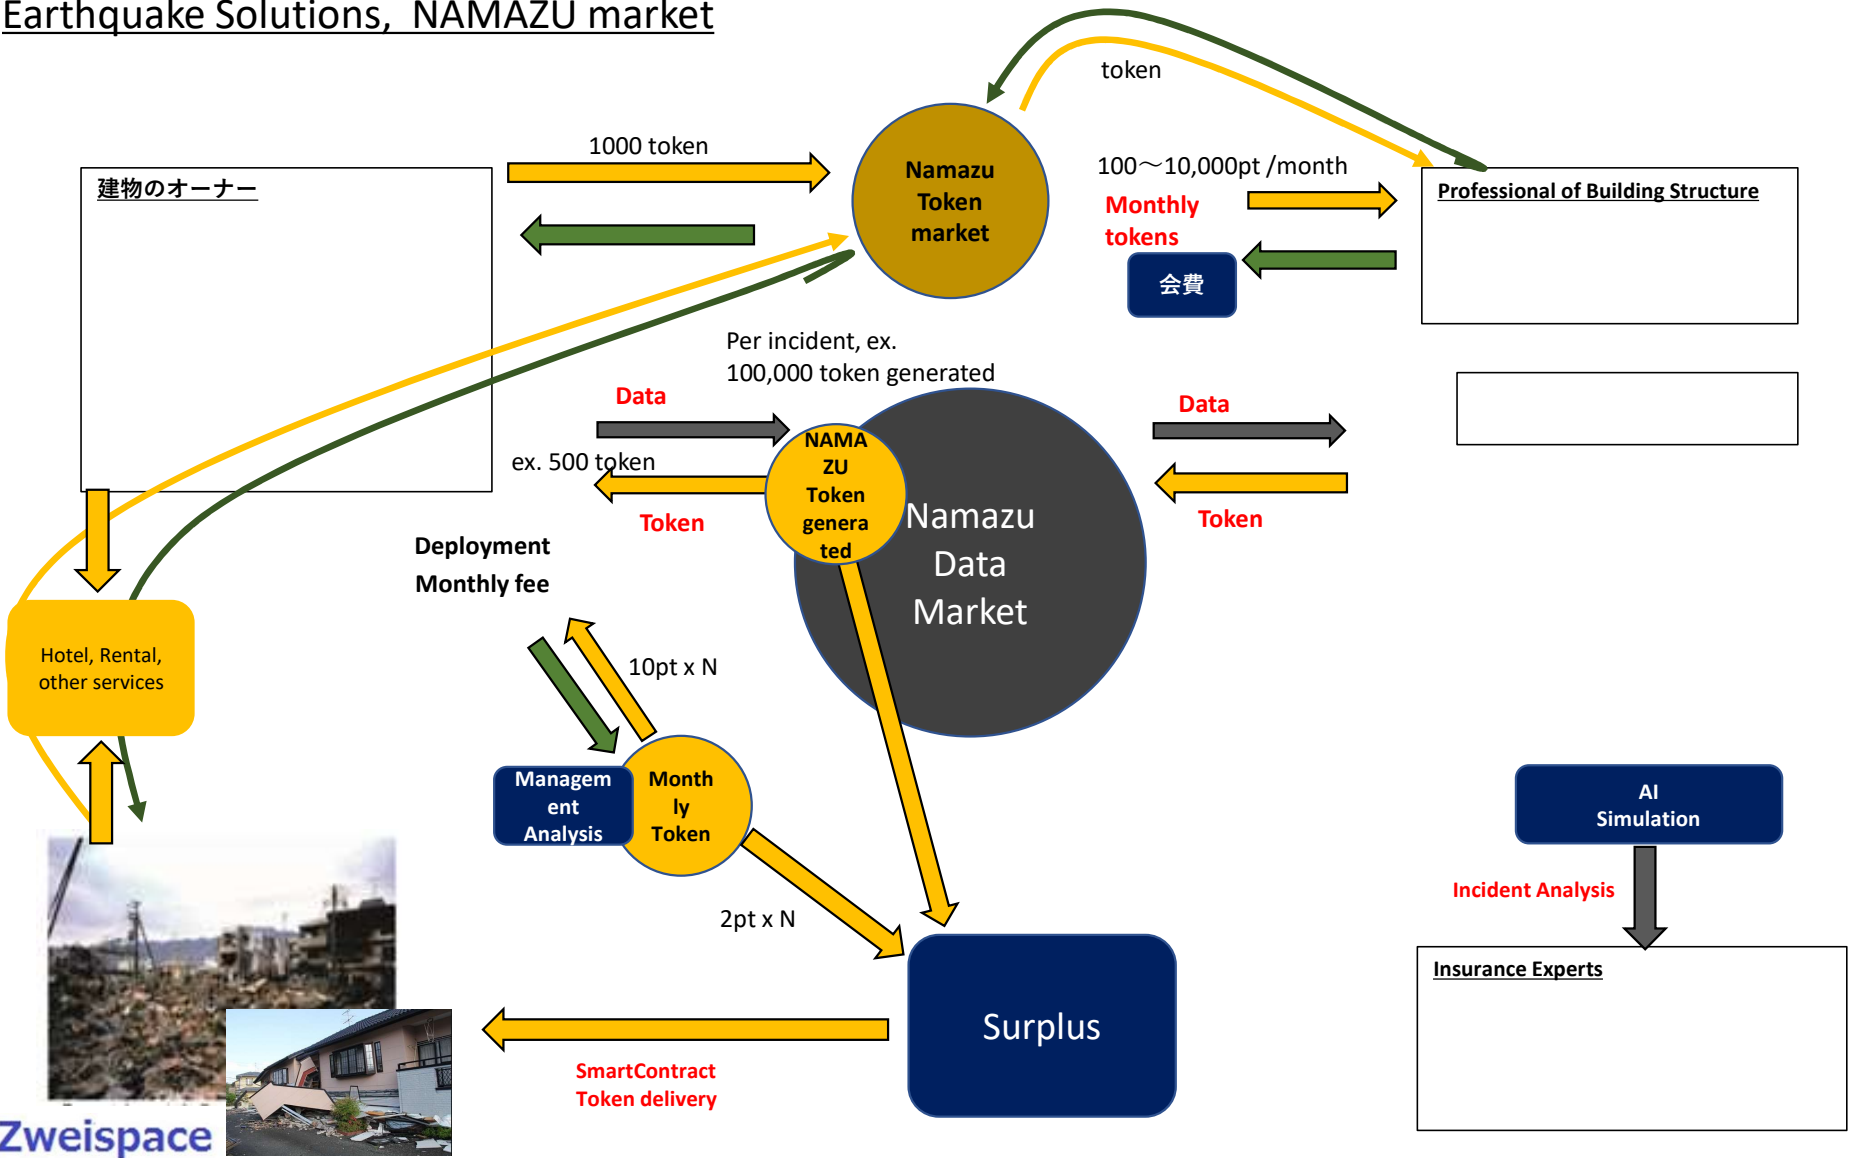 Earthquake Solutions, NAMAZU market
token
1000 token
建物のオーナー
Namazu
Token
market
100～10,000pt /month
Monthly
tokens
会費
Professional of Building Structure
Per incident, ex.
100,000 token generated
Data
ex. 500 token
Token
NAMA
ZU
Token
genera
ted
Namazu
Data
Market
Data
Token
Deployment
Monthly fee
10pt x N
Hotel, Rental,
other services
Managem
ent
Analysis
Month
ly
Token
2pt x N
AI
Simulation
Incident Analysis
Insurance Experts
Surplus
SmartContract
Token delivery
Zweispace